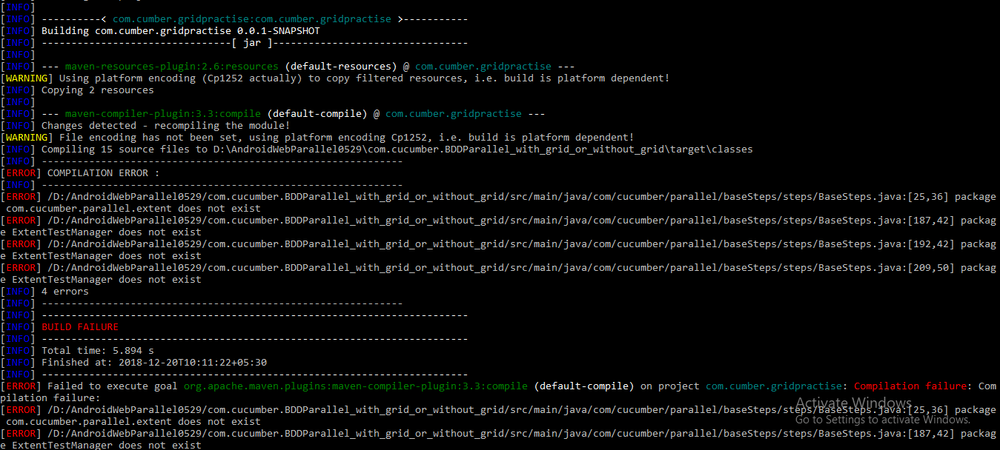 [INFO]
[INFO] ----------< com.cumber.gridpractise:com.cumber.gridpractise >-----------
[INFO] Building com.cumber.gridpractise 0.0.1-SNAPSHOT
[INFO] --------------------------------[ jar ]---------------------------------
[INFO]
[INFO] --- maven-resources-plugin:2.6:resources (default-resources) @ com.cumber.gridpractise ---
[WARNING] Using platform encoding (Cp1252 actually) to copy filtered resources, i.e. build is platform dependent!
[INFO] Copying 2 resources
[INFO]
[INFO] --- maven-compiler-plugin:3.3:compile (default-compile) @ com.cumber.gridpractise ---
[INFO] Changes detected - recompiling the module!
[WARNING] File encoding has not been set, using platform encoding Cp1252, i.e. build is platform dependent!
[INFO] Compiling 15 source files to D:\AndroidWebParallel0529\com.cucumber.BDDParallel_with_grid_or_without_grid\target\classes
[INFO] -------------------------------------------------------------
[ERROR] COMPILATION ERROR :
[INFO] -------------------------------------------------------------
[ERROR] /D:/AndroidWebParallel0529/com.cucumber.BDDParallel_with_grid_or_without_grid/src/main/java/com/cucumber/parallel/baseSteps/steps/BaseSteps.java:[25,36] package
 com.cucumber.parallel.extent does not exist
[ERROR] /D:/AndroidWebParallel0529/com.cucumber.BDDParallel_with_grid_or_without_grid/src/main/java/com/cucumber/parallel/baseSteps/steps/BaseSteps.java:[187,42] packag
e ExtentTestManager does not exist
[ERROR] /D:/AndroidWebParallel0529/com.cucumber.BDDParallel_with_grid_or_without_grid/src/main/java/com/cucumber/parallel/baseSteps/steps/BaseSteps.java:[192,42] packag
e ExtentTestManager does not exist
[ERROR] /D:/AndroidWebParallel0529/com.cucumber.BDDParallel_with_grid_or_without_grid/src/main/java/com/cucumber/parallel/baseSteps/steps/BaseSteps.java:[209,50] packag
e ExtentTestManager does not exist
[INFO] 4 errors
[INFO] -------------------------------------------------------------
[INFO] ------------------------------------------------------------------------
[INFO] BUILD FAILURE
[INFO] ------------------------------------------------------------------------
[INFO] Total time: 5.894 s
[INFO] Finished at: 2018-12-20T10:11:22+05:30
[INFO] ------------------------------------------------------------------------
[ERROR] Failed to execute goal org.apache.maven.plugins:maven-compiler-plugin:3.3:compile (default-compile) on project com.cumber.gridpractise: Compilation failure: Com
pilation failure:
[ERROR] /D:/AndroidWebParallel0529/com.cucumber.BDDParallel_with_grid_or_without_grid/src/main/java/com/cucumber/parallel/baseSteps/steps/BaseSteps.java:[25,36] package
 com.cucumber.parallel.extent does not exist
[ERROR] /D:/AndroidWebParallel0529/com.cucumber.BDDParallel_with_grid_or_without_grid/src/main/java/com/cucumber/parallel/baseSteps/steps/BaseSteps.java:[187,42] packag
e ExtentTestManager does not exist
Activate Windows
Go to Settings to activate Windows.